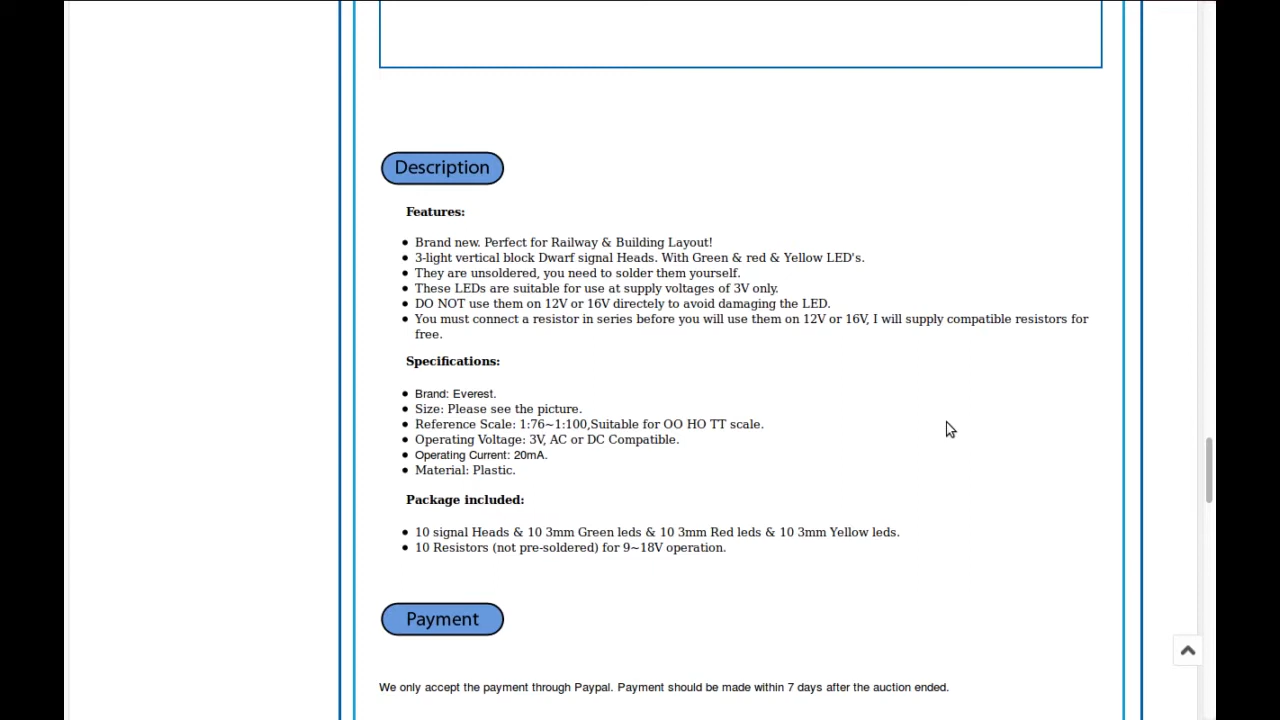 Description
Features:
Brand new. Perfect for Railway & Building Layout!
3-light vertical block Dwarf signal Heads. With Green & red & Yellow LED's.
They are unsoldered, you need to solder them yourself.
These LEDs are suitable for use at supply voltages of 3V only.
DO NOT use them on 12V or 16V directely to avoid damaging the LED.
You must connect a resistor in series before you will use them on 12V or 16V, I will supply compatible resistors for
free.
Specifications:
Brand: Everest.
Size: Please see the picture.
Reference Scale: 1:76~1:100,Suitable for OO HO TT scale.
Operating Voltage: 3V, AC or DC Compatible.
Operating Current: 20mA.
Material: Plastic.
Package included:
10 signal Heads & 10 3mm Green leds & 10 3mm Red leds & 10 3mm Yellow leds.
10 Resistors (not pre-soldered) for 9~18V operation.
Payment
We only accept the payment through Paypal. Payment should be made within 7 days after the auction ended.